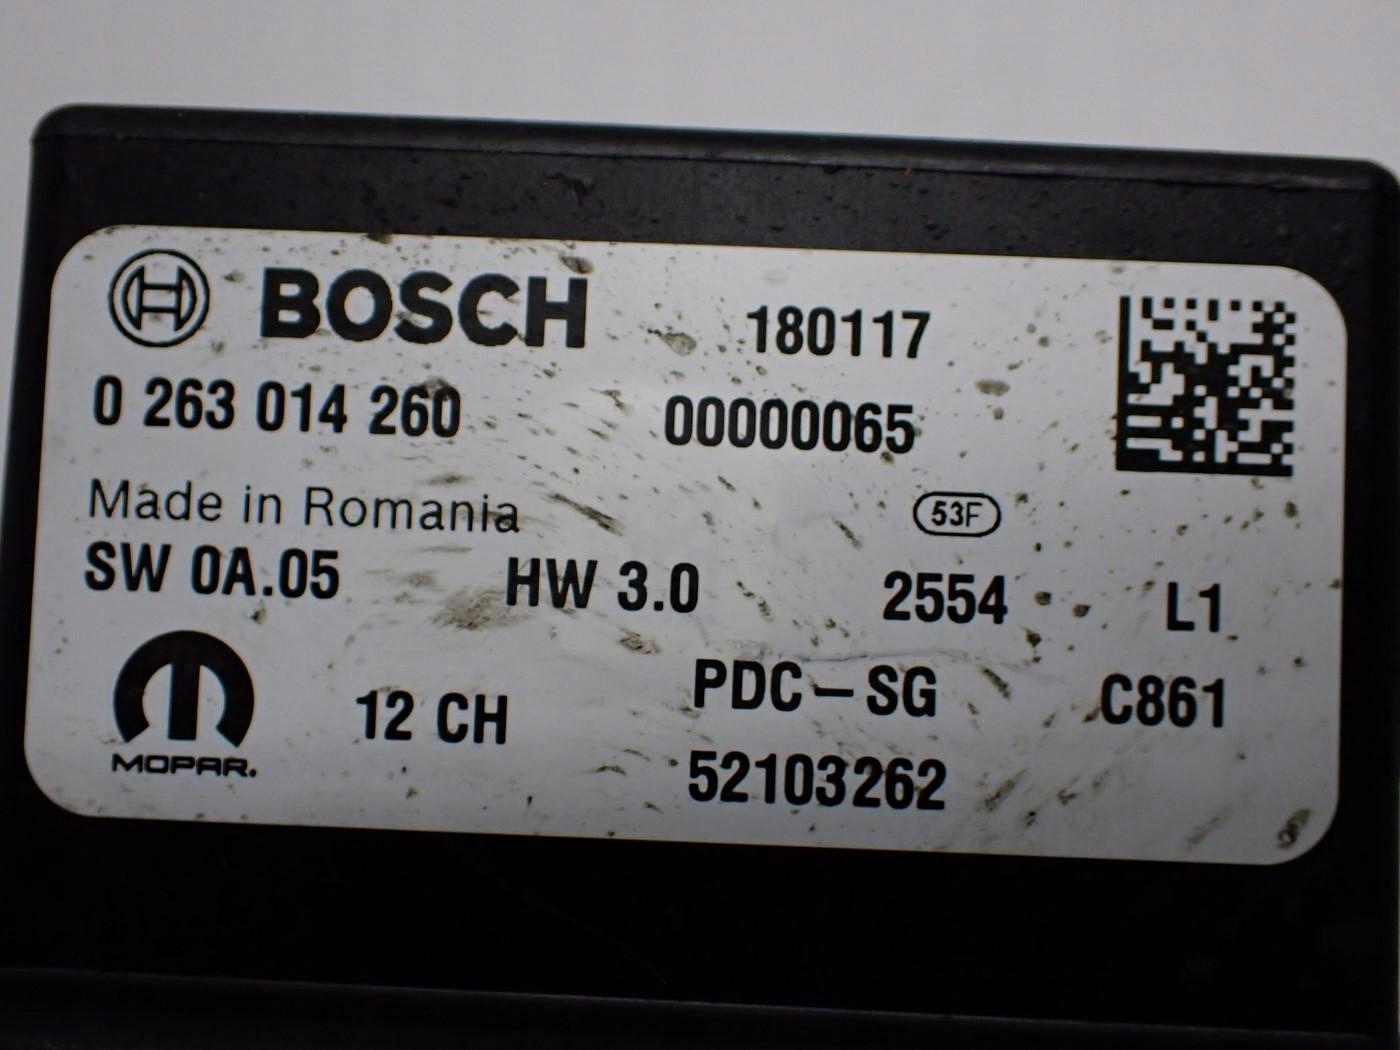 BOSCH 180117
0 263 014 260 00000065
Made in Romania 53F
SW 0A.05 HW 3.0 2554 L1
12 CH PDC-SG C861
MOPAR. 52103262